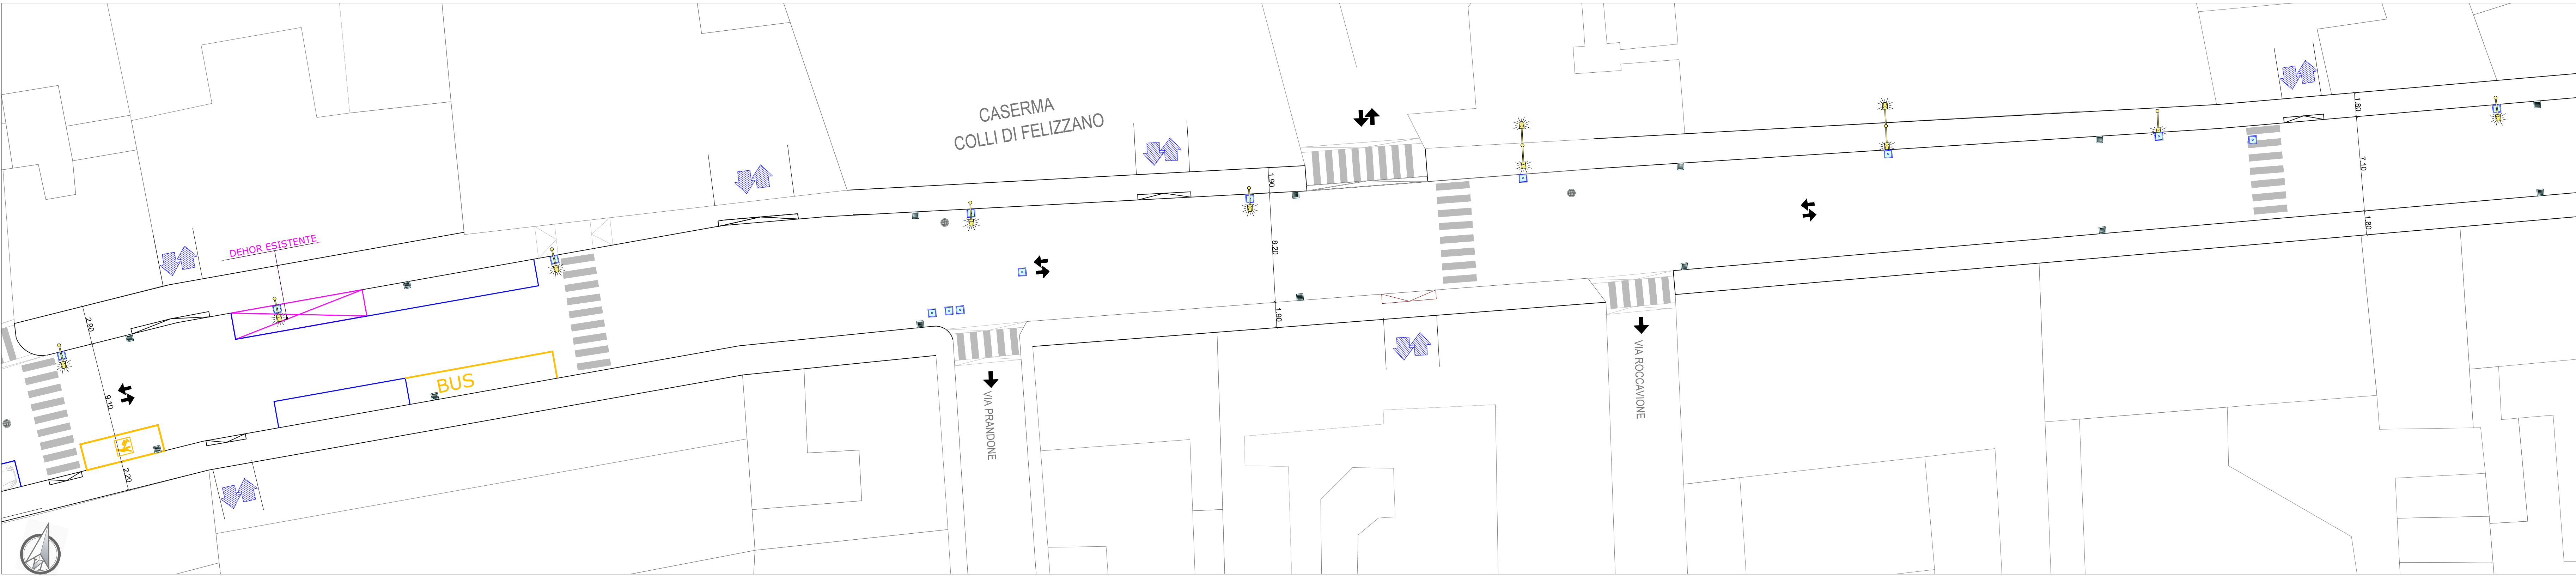 CASERMA
COLLI DI FELIZZANO
DEHOR ESISTENTE
BUS
VIA PRANDONE
VIA ROCCAVIONE
2.90
9.10
2.20
1.90
8.20
1.90
1.80
7.10
1.80